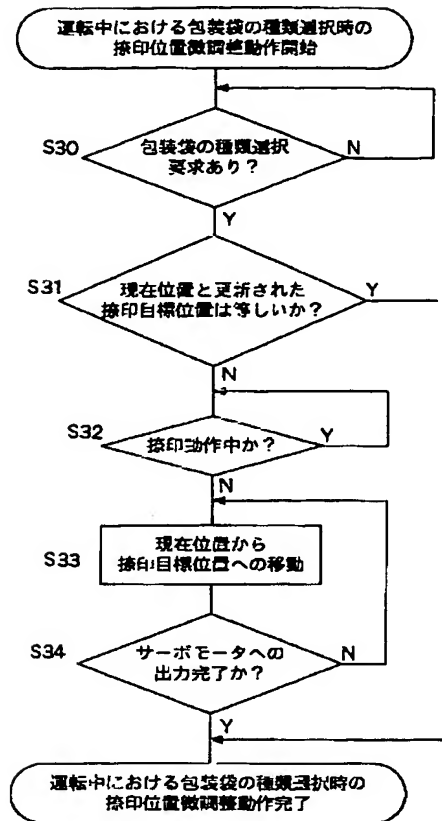 運転中における包装袋の種類選択時の
捺印位置微調整動作開始
S30
包装袋の種類選択
要求あり？
N
Y
S31
現在位置と更新された
捺印目標位置は等しいか？
Y
N
S32
捺印動作中か？
Y
N
S33
現在位置から
捺印目標位置への移動
S34
サーボモータへの
出力完了か？
N
Y
運転中における包装袋の種類選択時の
捺印位置微調整動作完了